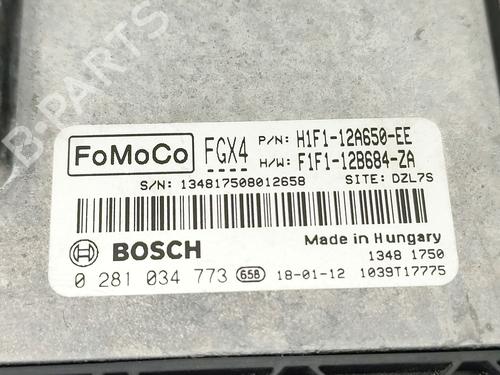 B-PARTS
FoMoCo
FGX4
P/N: H1F1-12A650-EE
H/W: F1F1-12B684-ZA
S/N: 134817508012658 SITE: DZL7S
BOSCH
Made in Hungary
1348 1750
0 281 034 773 658 18-01-12 1039T17775